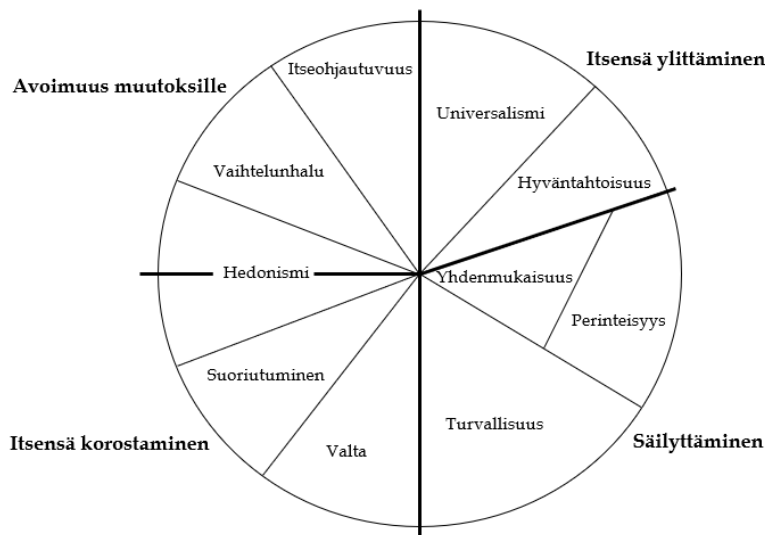 Itseohjautuvuus
Itsensä ylittäminen
Avoimuus muutoksille
Universalismi
Vaihtelunhalu
Hyväntahtoisuus
Hedonismi
Yhdenmukaisuus
Perinteisyys
Suoriutuminen
Turvallisuus
Itsensä korostaminen
Säilyttäminen
Valta